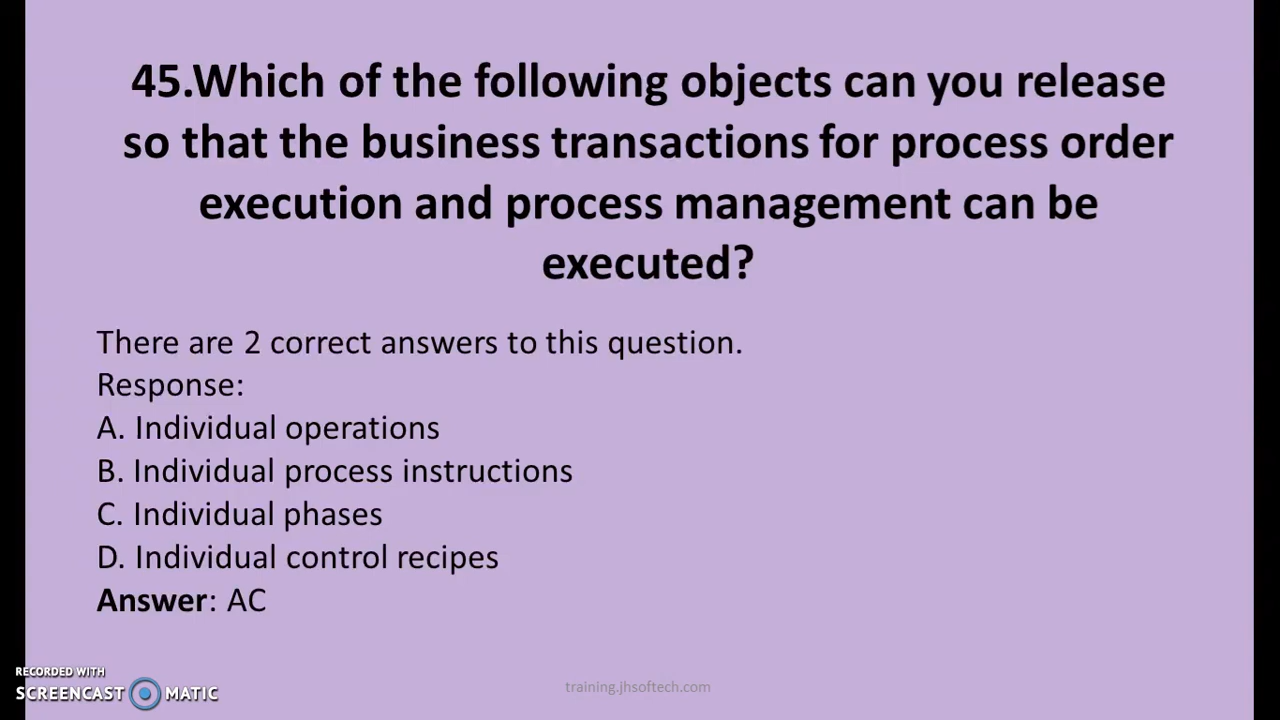 45.Which of the following objects can you release
so that the business transactions for process order
execution and process management can be
executed?
There are 2 correct answers to this question.
Response:
A. Individual operations
B. Individual process instructions
C. Individual phases
D. Individual control recipes
Answer: AC
RECORDED WITH
SCREENCAST MATIC
training.jhsoftech.com